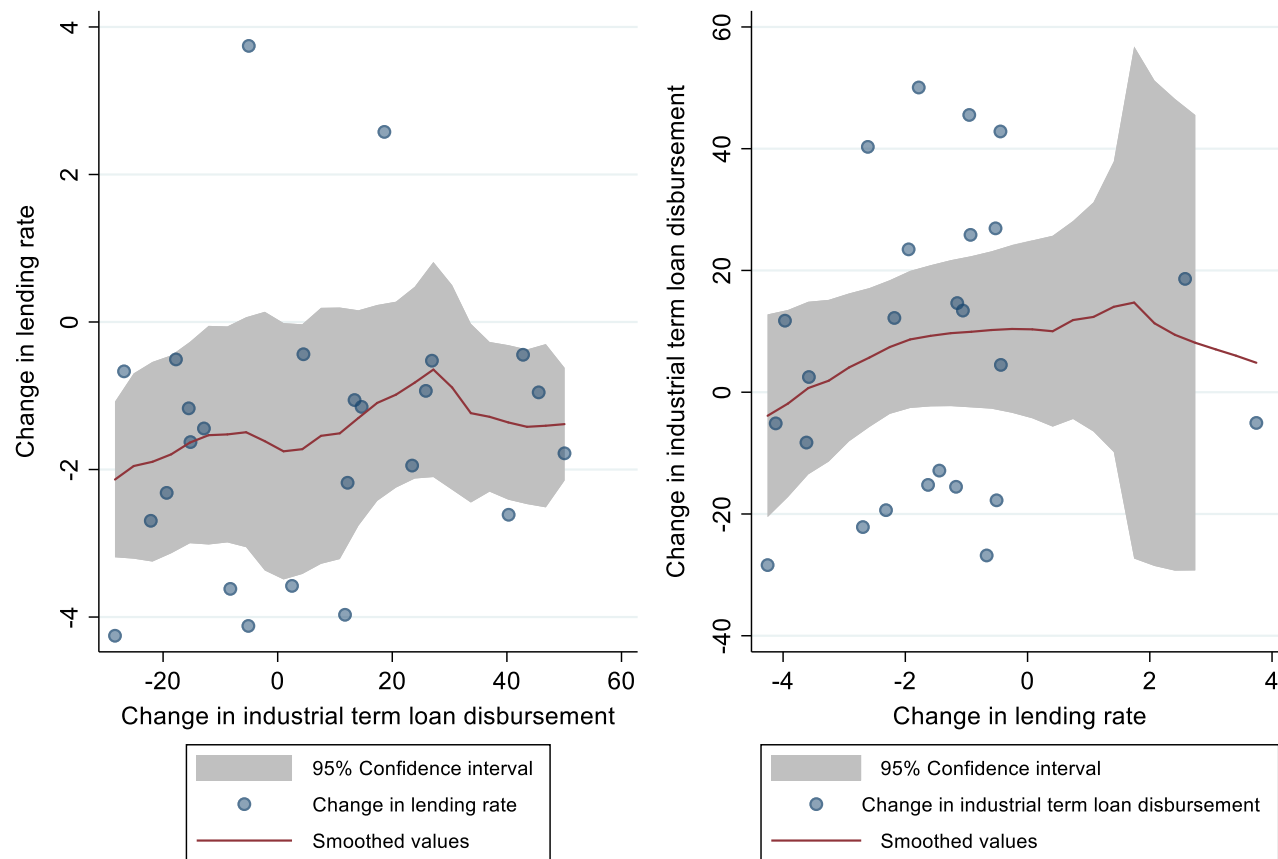 Change in lending rate
4
2
0
-2
-4
-20
0
20
40
60
Change in industrial term loan disbursement
95% Confidence interval
Change in lending rate
Smoothed values
Change in industrial term loan disbursement
60
40
20
0
-20
-40
-4
-2
0
2
4
Change in lending rate
95% Confidence interval
Change in industrial term loan disbursement
Smoothed values